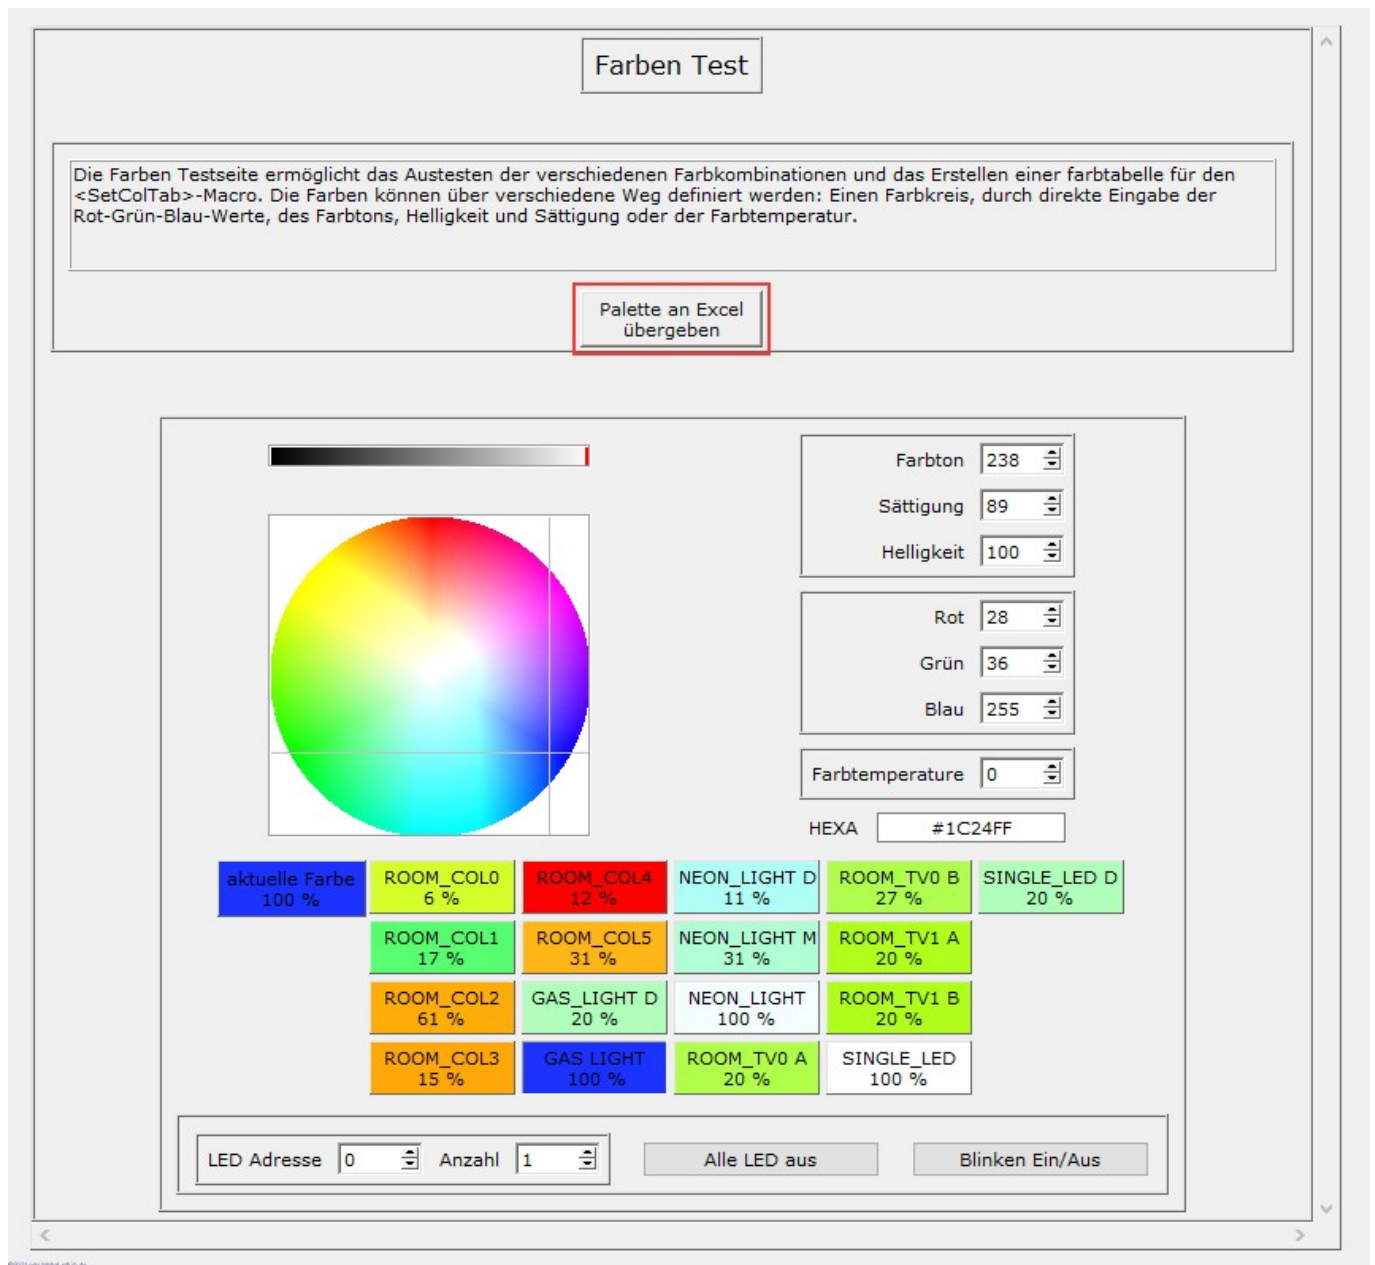 Farben Test
Die Farben Testseite ermöglicht das Austesten der verschiedenen Farbkombinationen und das Erstellen einer farbtabelle für den
<SetColTab>-Macro. Die Farben können über verschiedene Weg definiert werden: Einen Farbkreis, durch direkte Eingabe der
Rot-Grün-Blau-Werte, des Farbtons, Helligkeit und Sättigung oder der Farbtemperatur.
Palette an Excel
übergeben
Farbton 238
Sättigung 89
Helligkeit 100
Rot 28
Grün 36
Blau 255
Farbtemperature 0
HEXA #1C24FF
aktuelle Farbe ROOM_COL0 ROOM_COL4 NEON_LIGHT D ROOM_TV0 B SINGLE_LED D
100 % 6 % 12 % 11 % 27 % 20 %
ROOM_COL1 ROOM_COL5 NEON_LIGHT M ROOM_TV1 A
17 % 31 % 31 % 20 %
ROOM_COL2 GAS_LIGHT D NEON_LIGHT ROOM_TV1 B
61 % 20 % 100 % 20 %
ROOM_COL3 GAS LIGHT ROOM_TV0 A SINGLE_LED
15 % 100 % 20 % 100 %
LED Adresse 0 Anzahl 1 Alle LED aus Blinken Ein/Aus